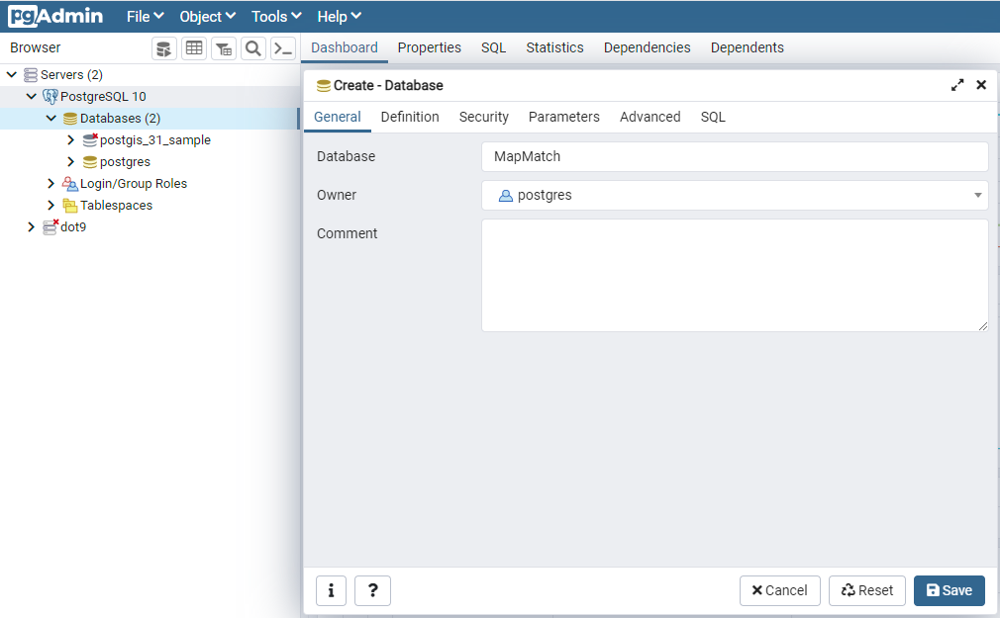 pgAdmin File Object Tools Help
Browser
Dashboard Properties SQL Statistics Dependencies Dependents
Servers (2)
PostgreSQL 10
Databases (2)
postgis_31_sample
postgres
Login/Group Roles
Tablespaces
dot9
Create - Database
General Definition Security Parameters Advanced SQL
Database MapMatch
Owner postgres
Comment
i ? Cancel Reset Save